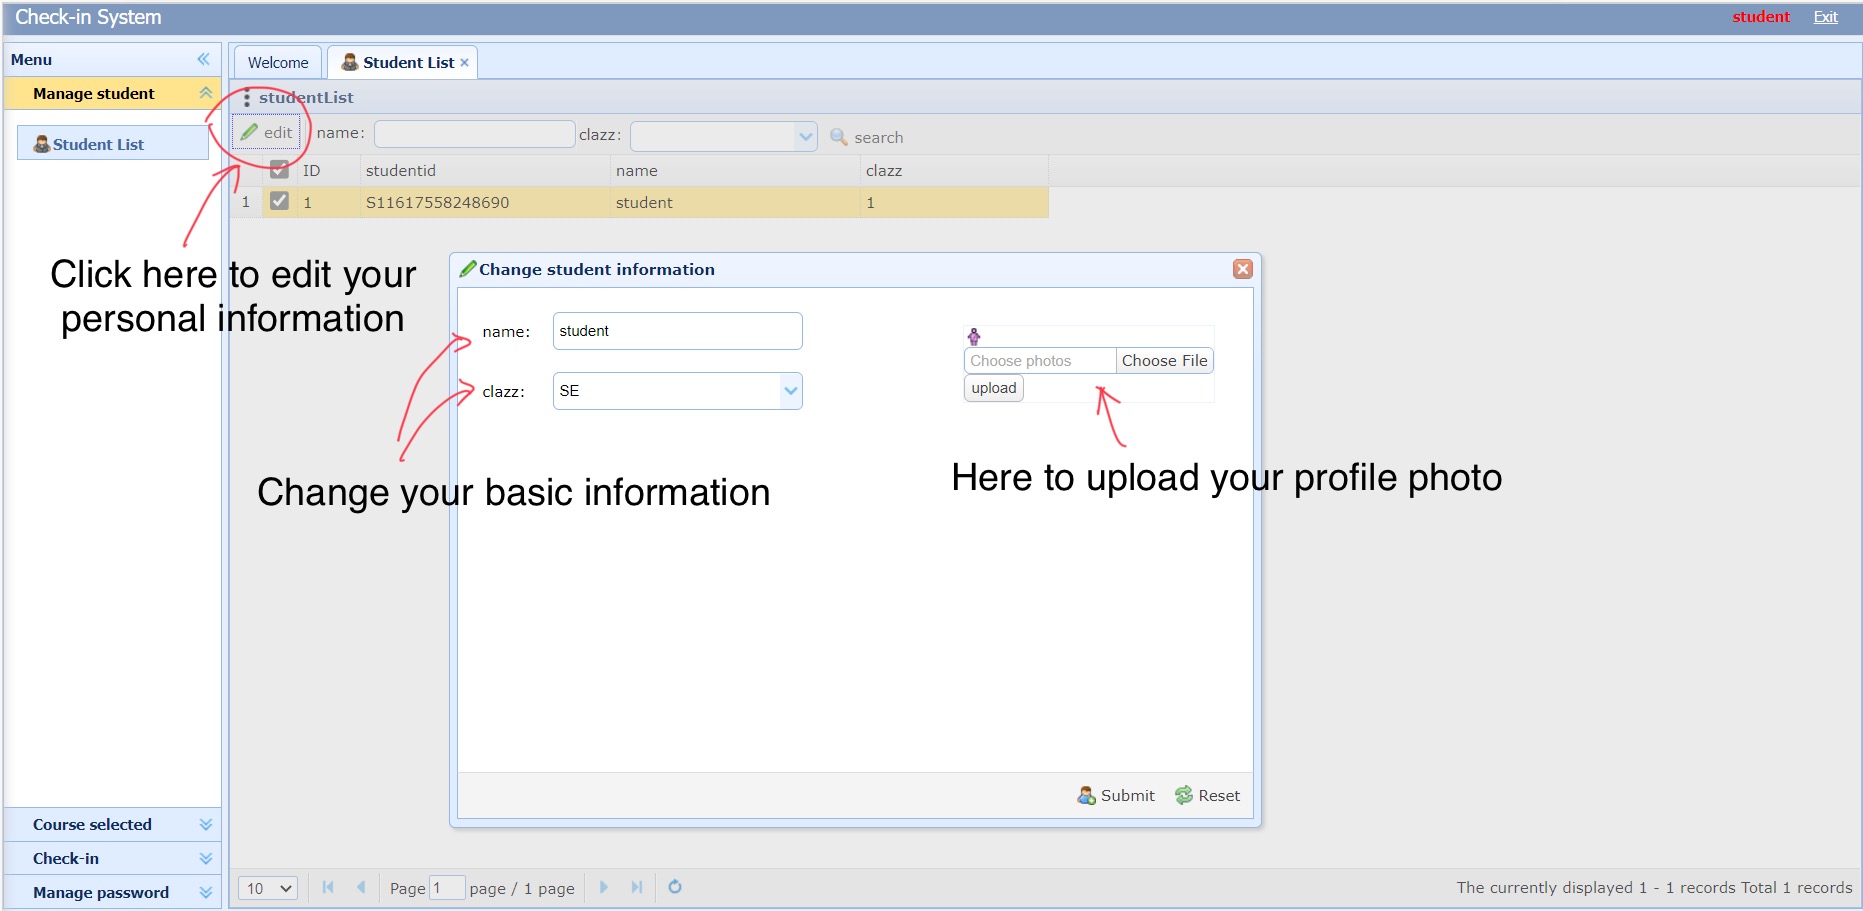 Check-in System
student Exit
Menu
Welcome
Student List
Manage student
studentList
edit name: clazz: search
Student List
ID studentid name clazz
1 1 S11617558248690 student 1
Click here to edit your
personal information
Change student information
name: student
Choose photos Choose File
clazz: SE
upload
Change your basic information
Here to upload your profile photo
Submit Reset
Course selected
Check-in
Manage password
10 Page 1 page / 1 page
The currently displayed 1 - 1 records Total 1 records